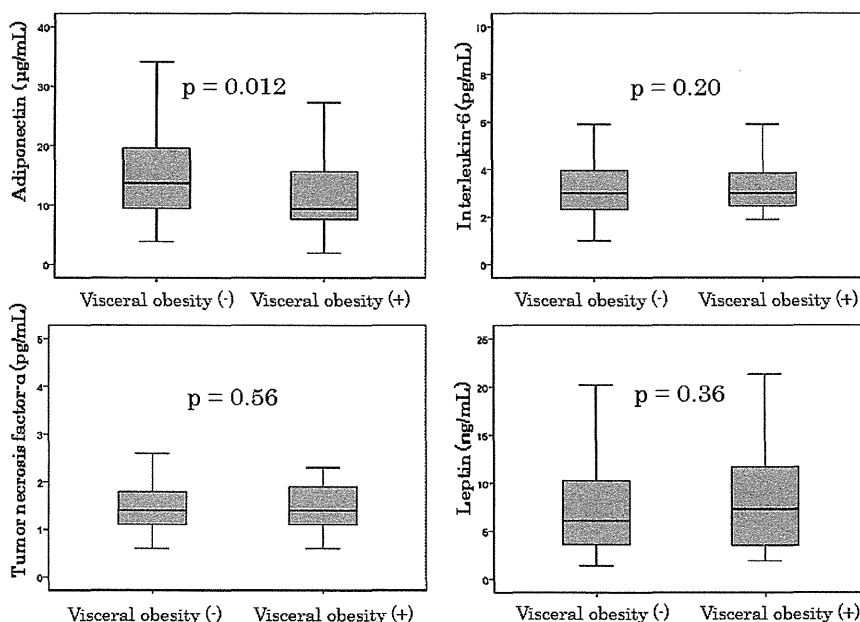 Adiponectin (μg/mL)
40
30
20
10
0
p = 0.012
Visceral obesity (-)
Visceral obesity (+)
Interleukin-6 (pg/mL)
10
8
6
4
2
0
p = 0.20
Visceral obesity (-)
Visceral obesity (+)
Tumor necrosis factor-α (pg/mL)
5
4
3
2
1
0
p = 0.56
Visceral obesity (-)
Visceral obesity (+)
Leptin (ng/mL)
25
20
15
10
5
0
p = 0.36
Visceral obesity (-)
Visceral obesity (+)